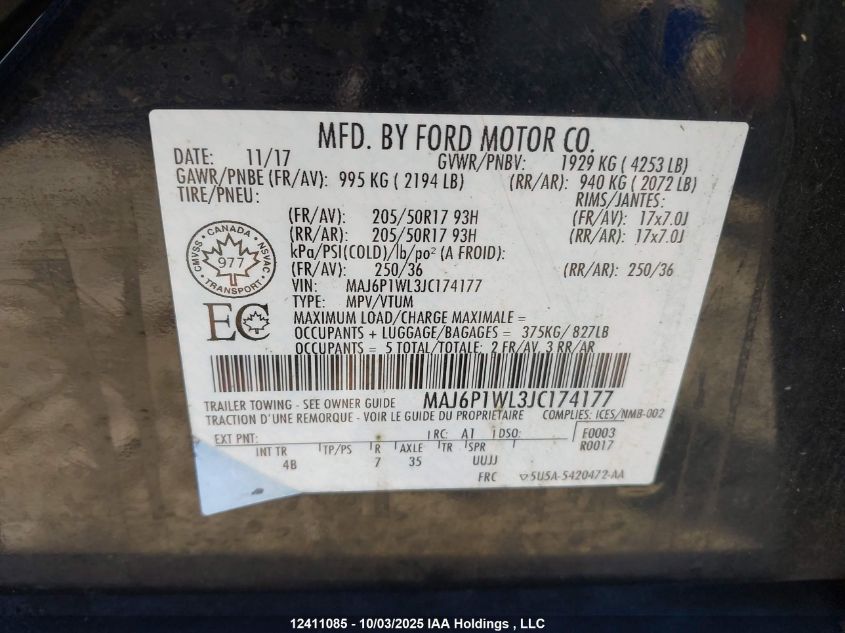 MFD. BY FORD MOTOR CO.
DATE: 11/17 GVWR/PNBV: 1929 KG ( 4253 LB)
GAWR/PNBE (FR/AV): 995 KG ( 2194 LB) (RR/AR): 940 KG ( 2072 LB)
TIRE/PNEU: RIMS/JANTES:
(FR/AV): 205/50R17 93H (FR/AV): 17x7.0J
(RR/AR): 205/50R17 93H (RR/AR): 17x7.0J
kPa/PSI(COLD)/lb/po² (A FROID):
(FR/AV): 250/36 (RR/AR): 250/36
CANADA
CMVSS 977 NSVAC
TRANSPORT
VIN: MAJ6P1WL3JC174177
TYPE: MPV/VTUM
EC
MAXIMUM LOAD/CHARGE MAXIMALE =
OCCUPANTS + LUGGAGE/BAGAGES = 375KG/ 827LB
OCCUPANTS = 5 TOTAL/TOTALE: 2 FR/AV, 3 RR/AR
TRAILER TOWING - SEE OWNER GUIDE MAJ6P1WL3JC174177
TRACTION D'UNE REMORQUE - VOIR LE GUIDE DU PROPRIETAIRE COMPLIES: ICES/NMB-002
EXT PNT: RC: A1 DSO: F0003
R0017
INT TR TP/PS R AXLE TR SPR
4B 7 35 UUJJ
FRC 5U5A-5420472-AA
12411085 - 10/03/2025 IAA Holdings , LLC